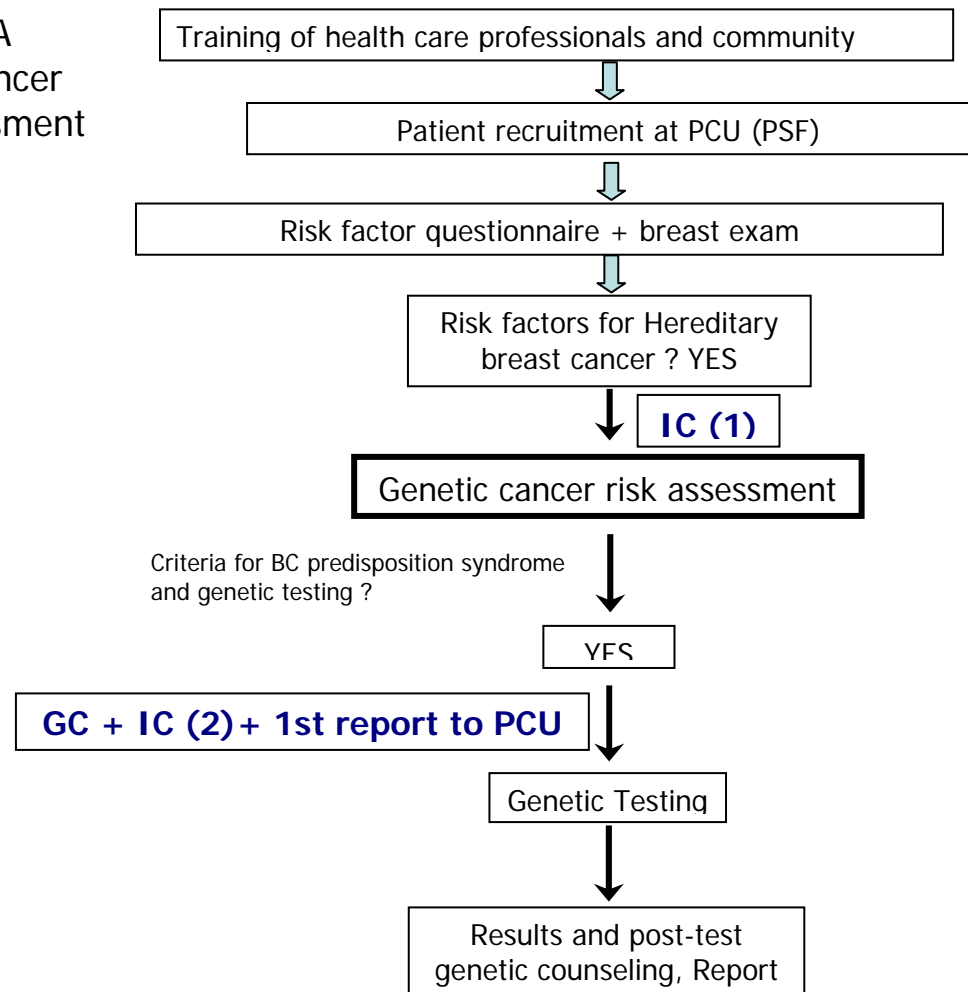 A
ncer
sment
Training of health care professionals and community
Patient recruitment at PCU (PSF)
Risk factor questionnaire + breast exam
Risk factors for Hereditary
breast cancer ? YES
IC (1)
Genetic cancer risk assessment
Criteria for BC predisposition syndrome
and genetic testing ?
YES
GC + IC (2) + 1st report to PCU
Genetic Testing
Results and post-test
genetic counseling, Report